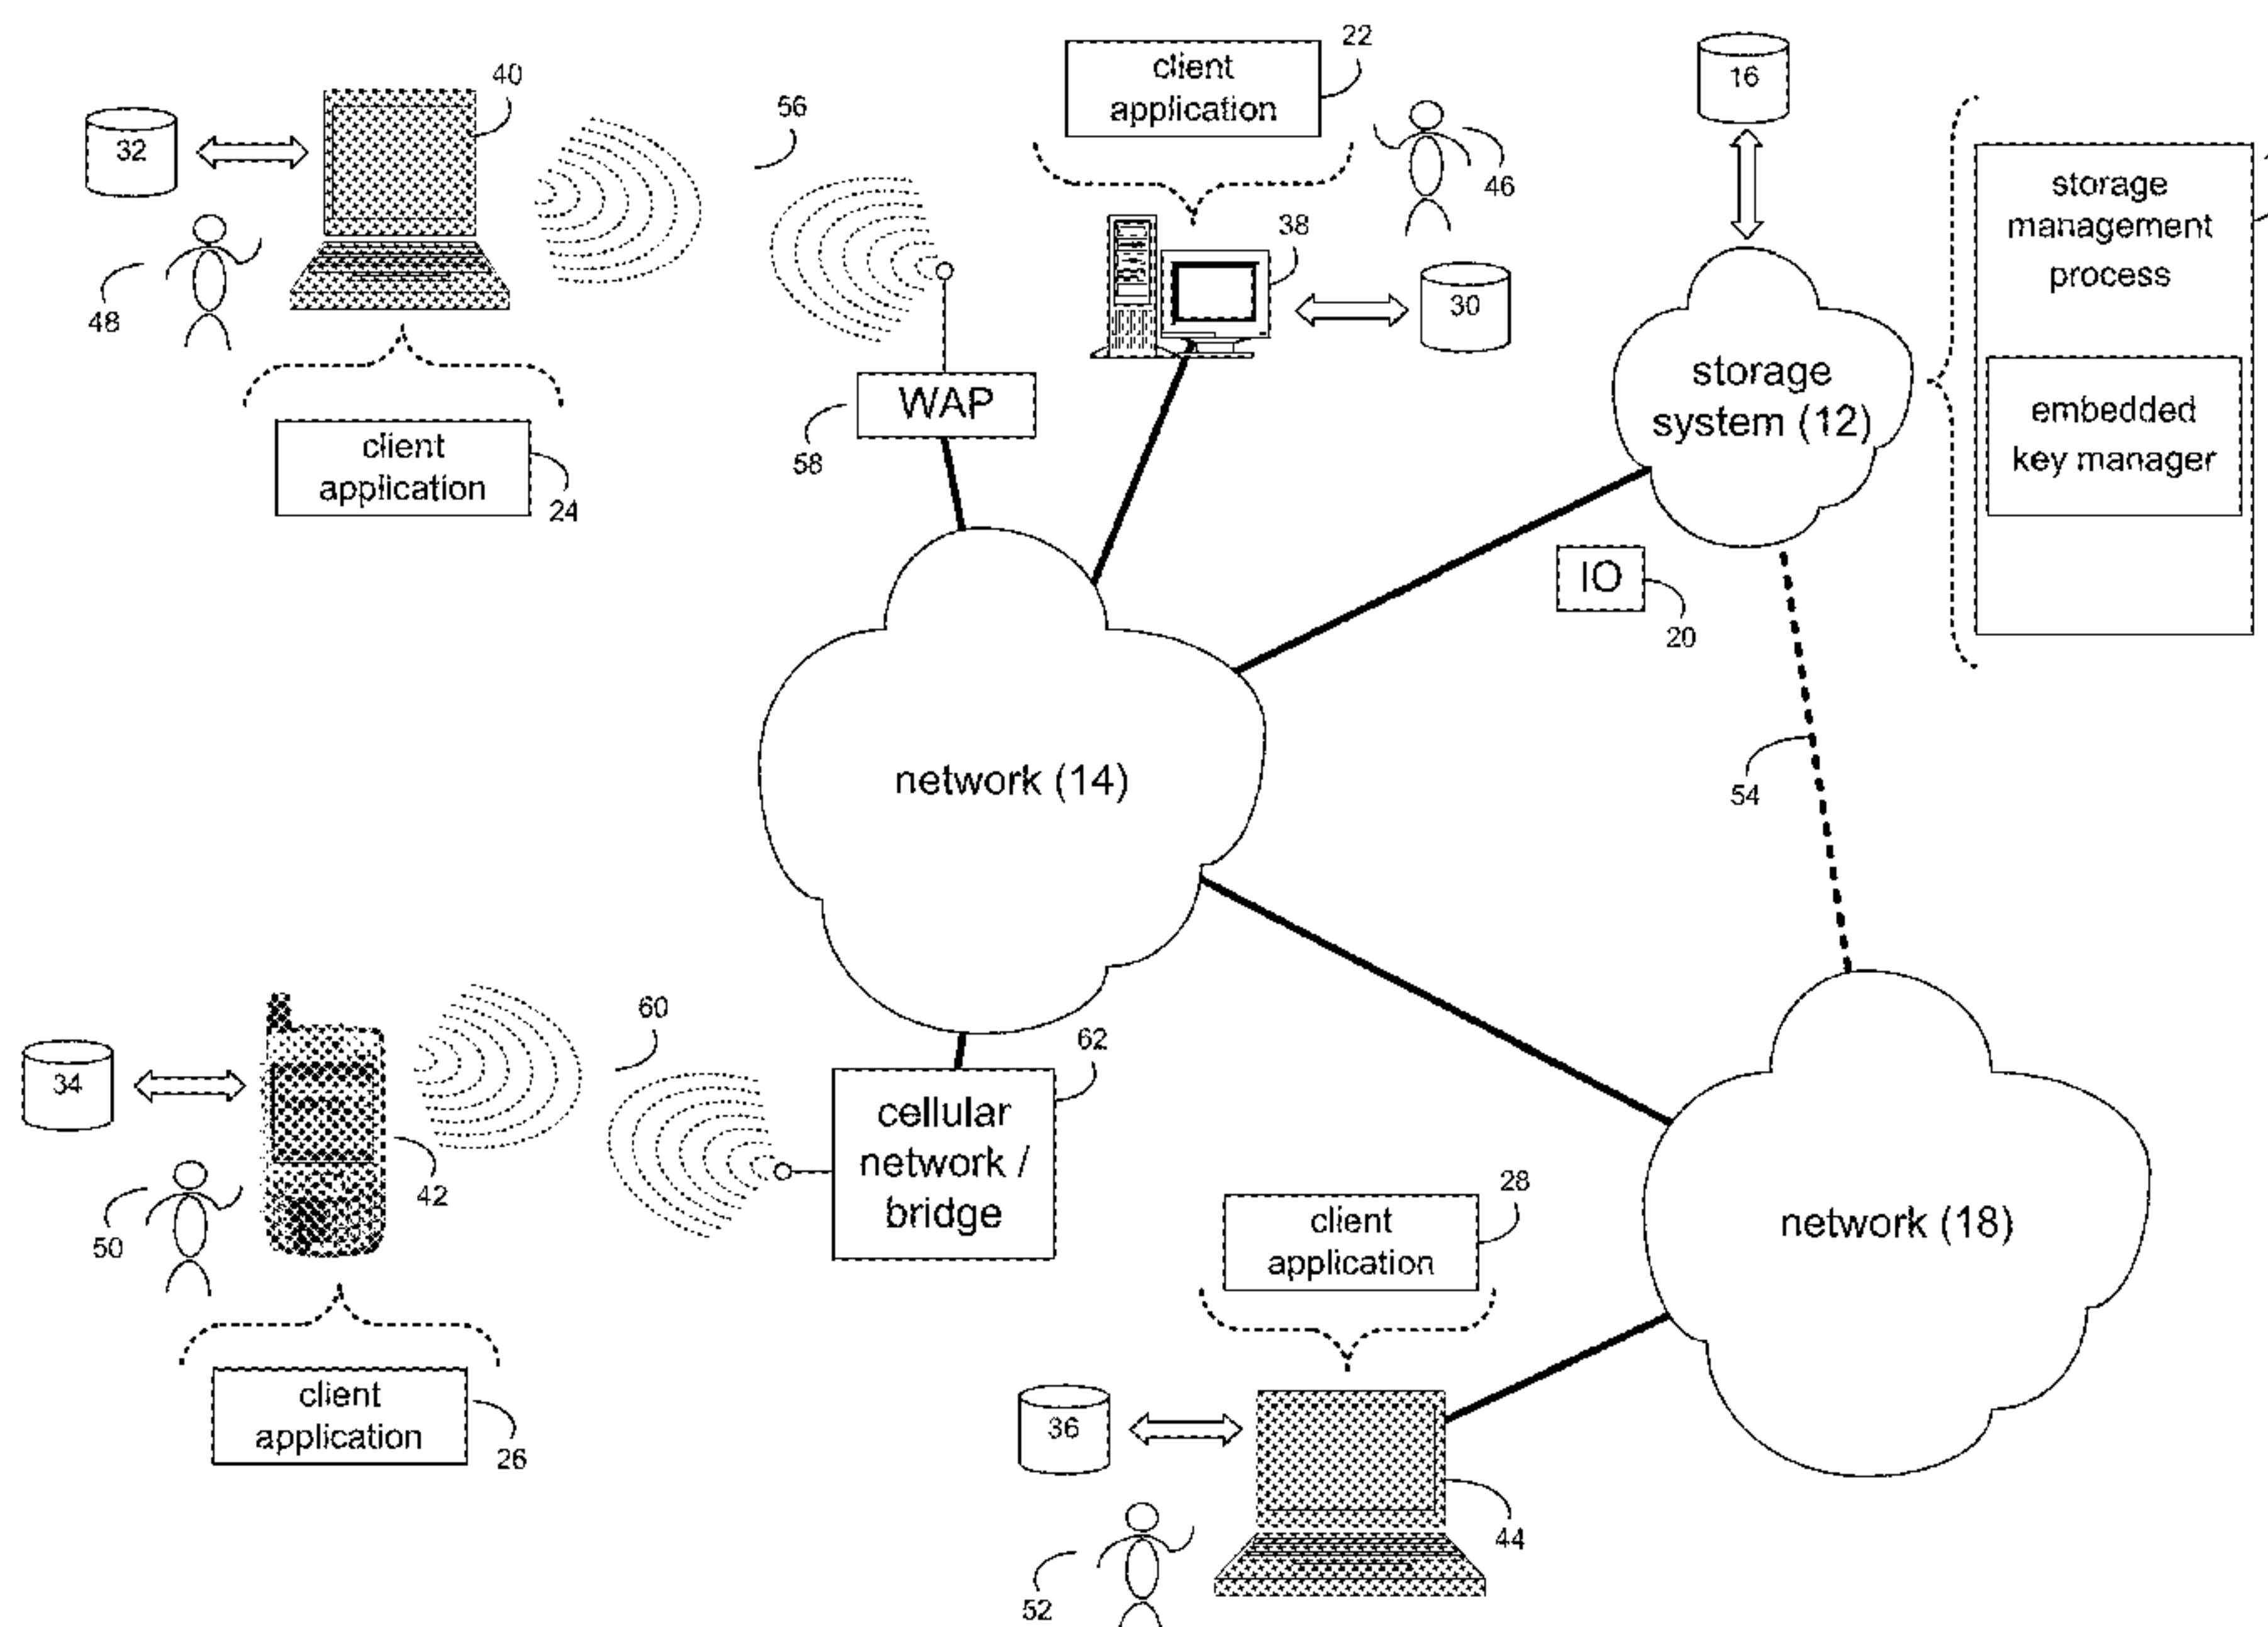 22
client
application
16
40
56
32
46
storage
management
process
38
48
30
storage
system (12)
WAP
embedded
key manager
client
application
58
24
IO
20
network (14)
54
60
62
34
cellular
network /
bridge
42
28
client
application
network (18)
50
client
application
36
26
44
52